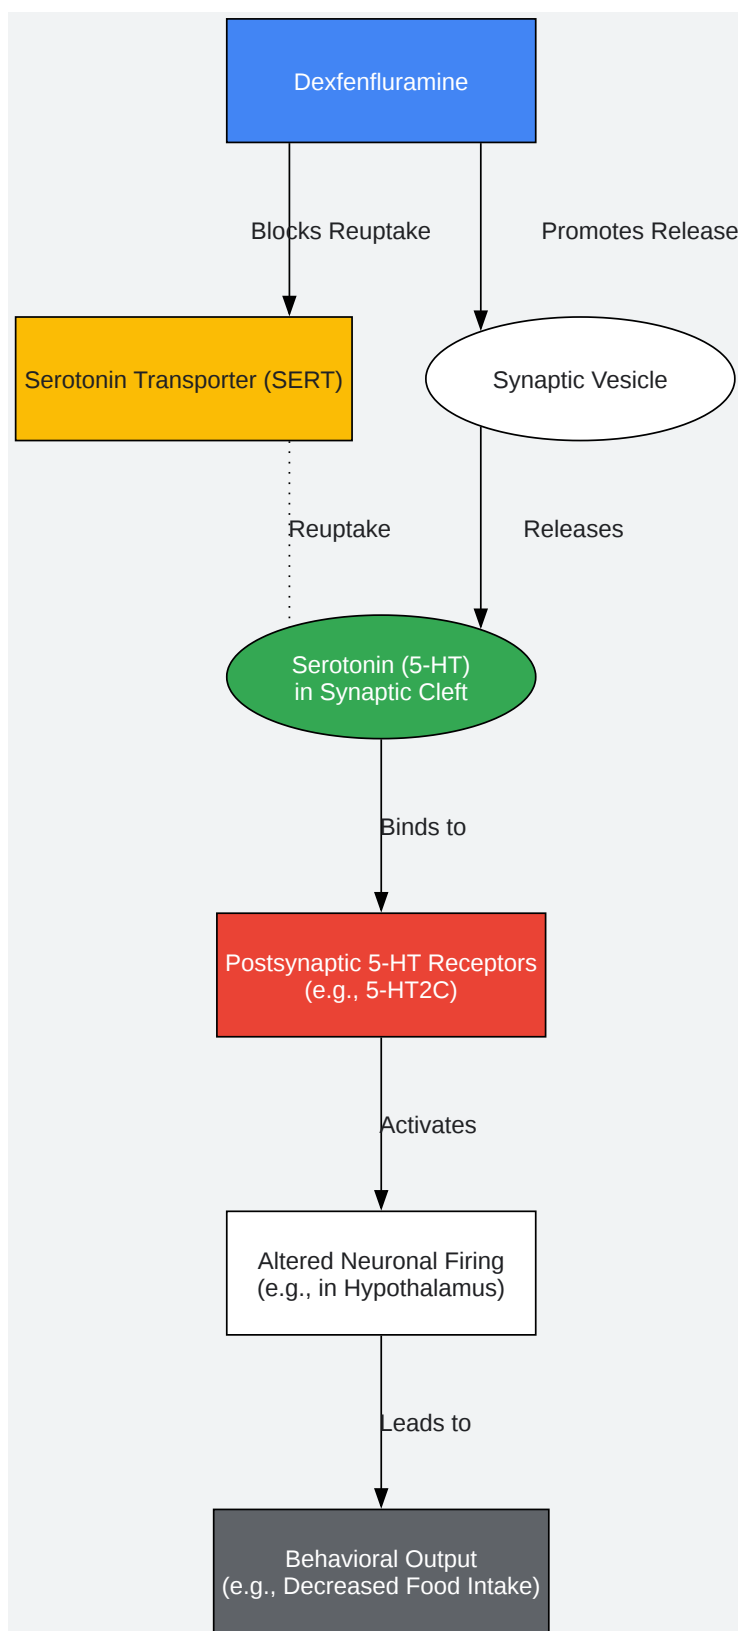 Dexfenfluramine
Blocks Reuptake
Promotes Release
Serotonin Transporter (SERT)
Synaptic Vesicle
Reuptake
Releases
Serotonin (5-HT)
in Synaptic Cleft
Binds to
Postsynaptic 5-HT Receptors
(e.g., 5-HT2C)
Activates
Altered Neuronal Firing
(e.g., in Hypothalamus)
Leads to
Behavioral Output
(e.g., Decreased Food Intake)